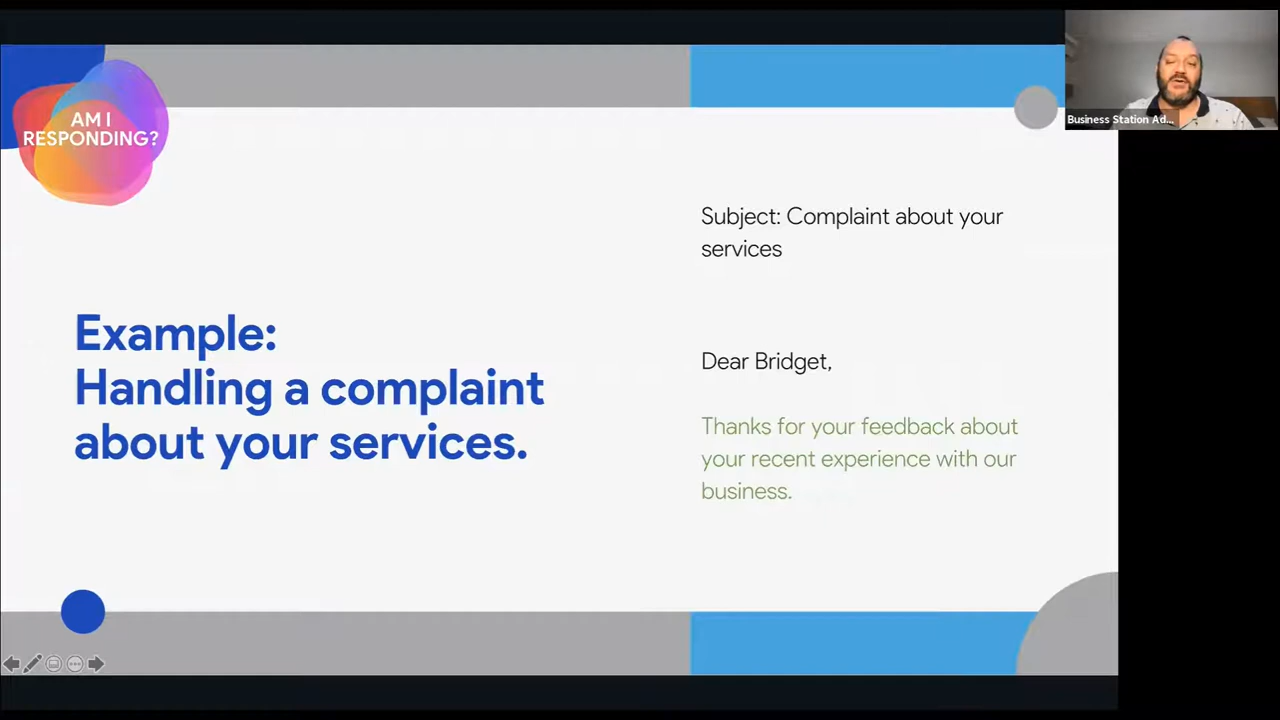 AM I
RESPONDING?
Business Station Ad...
Subject: Complaint about your
services
Example:
Handling a complaint
about your services.
Dear Bridget,
Thanks for your feedback about
your recent experience with our
business.